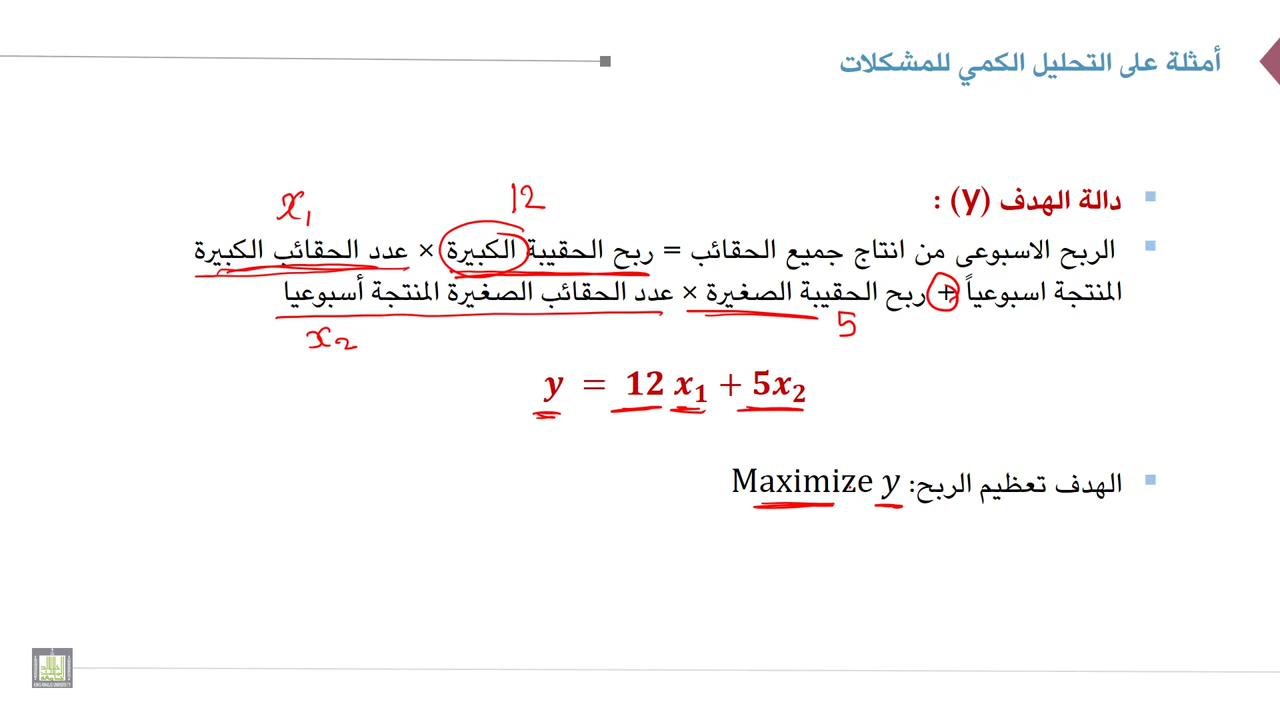 أمثلة على التحليل الكمي للمشكلات
دالة الهدف (y) :
x₁ 12
الربح الاسبوعى من انتاج جميع الحقائب = ربح الحقيبة الكبيرة × عدد الحقائب الكبيرة
المنتجة اسبوعياً + ربح الحقيبة الصغيرة × عدد الحقائب الصغيرة المنتجة أسبوعيا
x₂ 5
y = 12 x₁ + 5x₂
الهدف تعظيم الربح: Maximize y